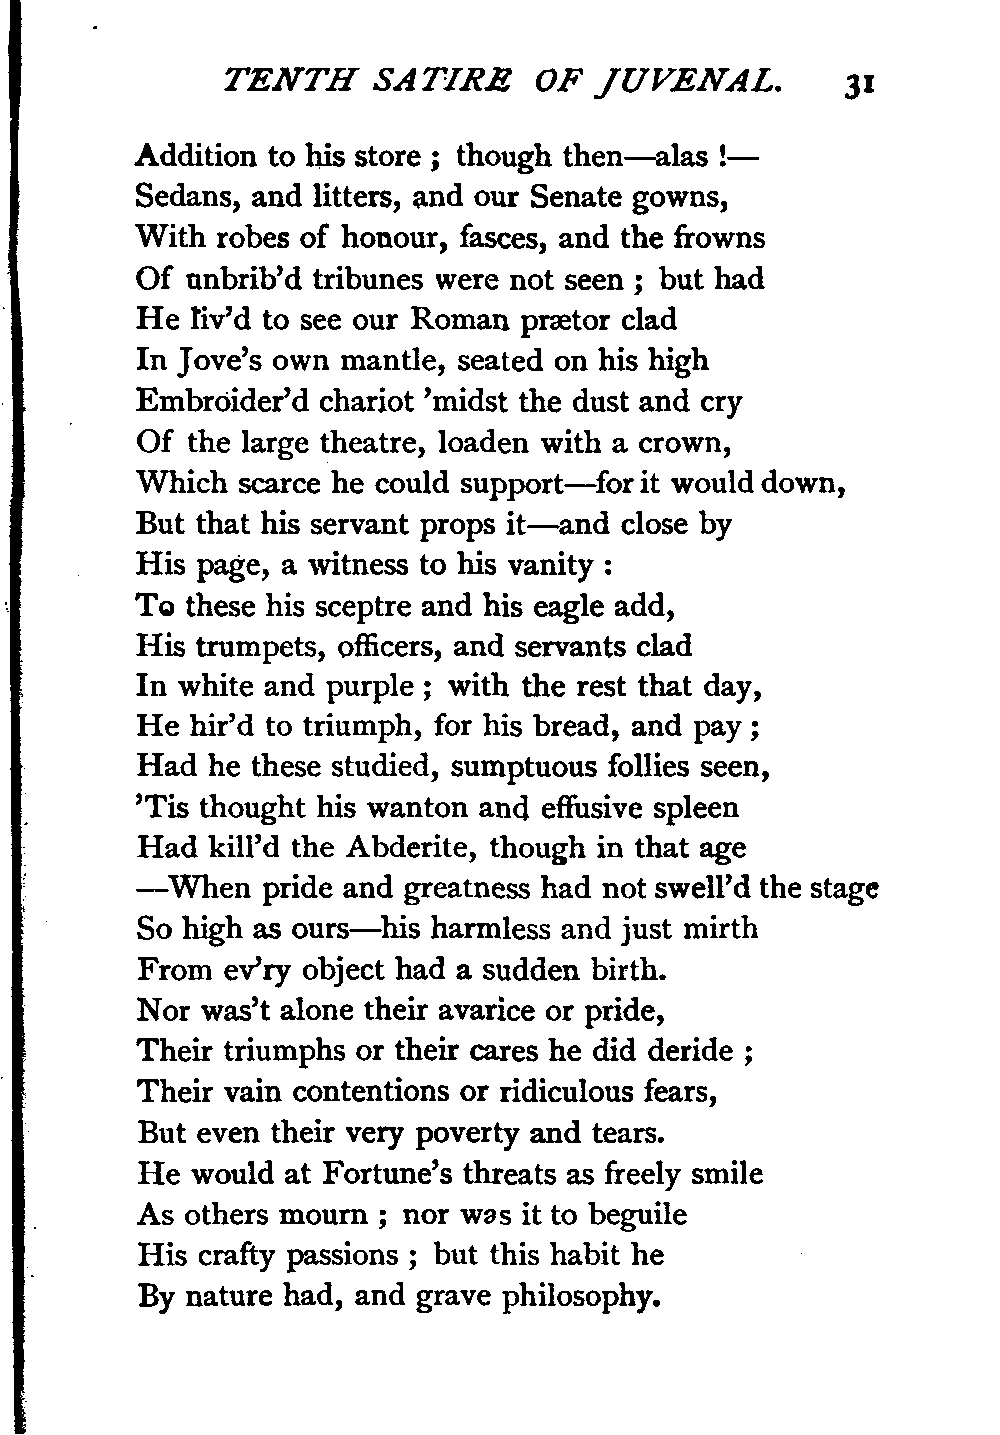 TENTH SATIRE OF JUVENAL. 31
Addition to his store ; though then—alas !—
Sedans, and litters, and our Senate gowns,
With robes of honour, fasces, and the frowns
Of unbrib'd tribunes were not seen ; but had
He liv'd to see our Roman prætor clad
In Jove's own mantle, seated on his high
Embroider'd chariot 'midst the dust and cry
Of the large theatre, loaden with a crown,
Which scarce he could support—for it would down,
But that his servant props it—and close by
His page, a witness to his vanity :
To these his sceptre and his eagle add,
His trumpets, officers, and servants clad
In white and purple ; with the rest that day,
He hir'd to triumph, for his bread, and pay ;
Had he these studied, sumptuous follies seen,
'Tis thought his wanton and effusive spleen
Had kill'd the Abderite, though in that age
—When pride and greatness had not swell'd the stage
So high as ours—his harmless and just mirth
From ev'ry object had a sudden birth.
Nor was't alone their avarice or pride,
Their triumphs or their cares he did deride ;
Their vain contentions or ridiculous fears,
But even their very poverty and tears.
He would at Fortune's threats as freely smile
As others mourn ; nor was it to beguile
His crafty passions ; but this habit he
By nature had, and grave philosophy.